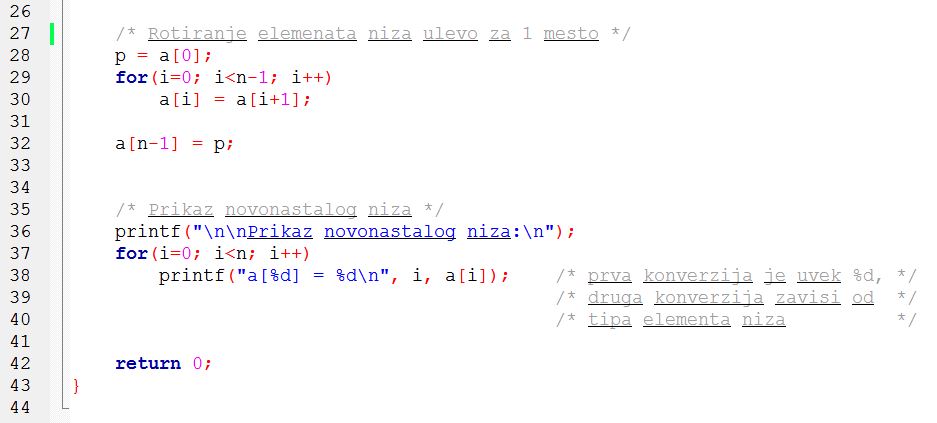 26
27 /* Rotiranje elemenata niza ulevo za 1 mesto */
28 p = a[0];
29 for(i=0; i<n-1; i++)
30 a[i] = a[i+1];
31
32 a[n-1] = p;
33
34
35 /* Prikaz novonastalog niza */
36 printf("\n\nPrikaz novonastalog niza:\n");
37 for(i=0; i<n; i++)
38 printf("a[%d] = %d\n", i, a[i]); /* prva konverzija je uvek %d, */
39 /* druga konverzija zavisi od */
40 /* tipa elementa niza */
41
42 return 0;
43 }
44